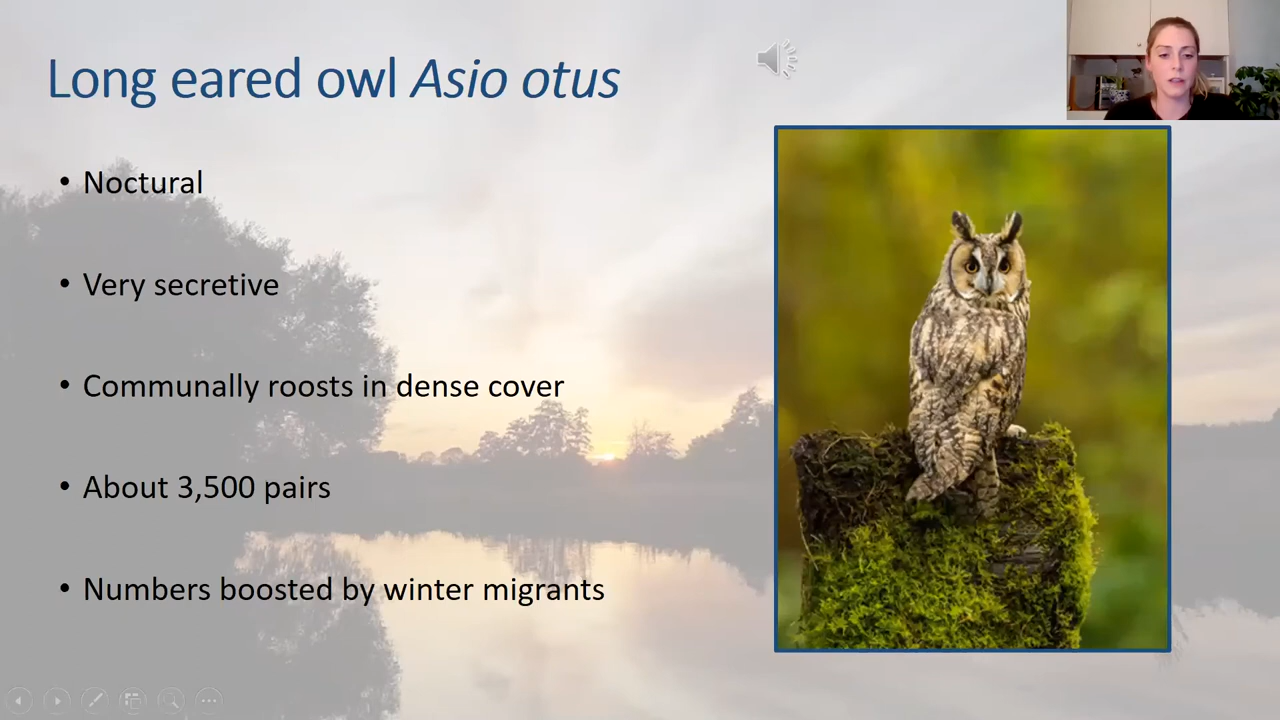 Long eared owl Asio otus
• Noctural
• Very secretive
• Communally roosts in dense cover
• About 3,500 pairs
• Numbers boosted by winter migrants